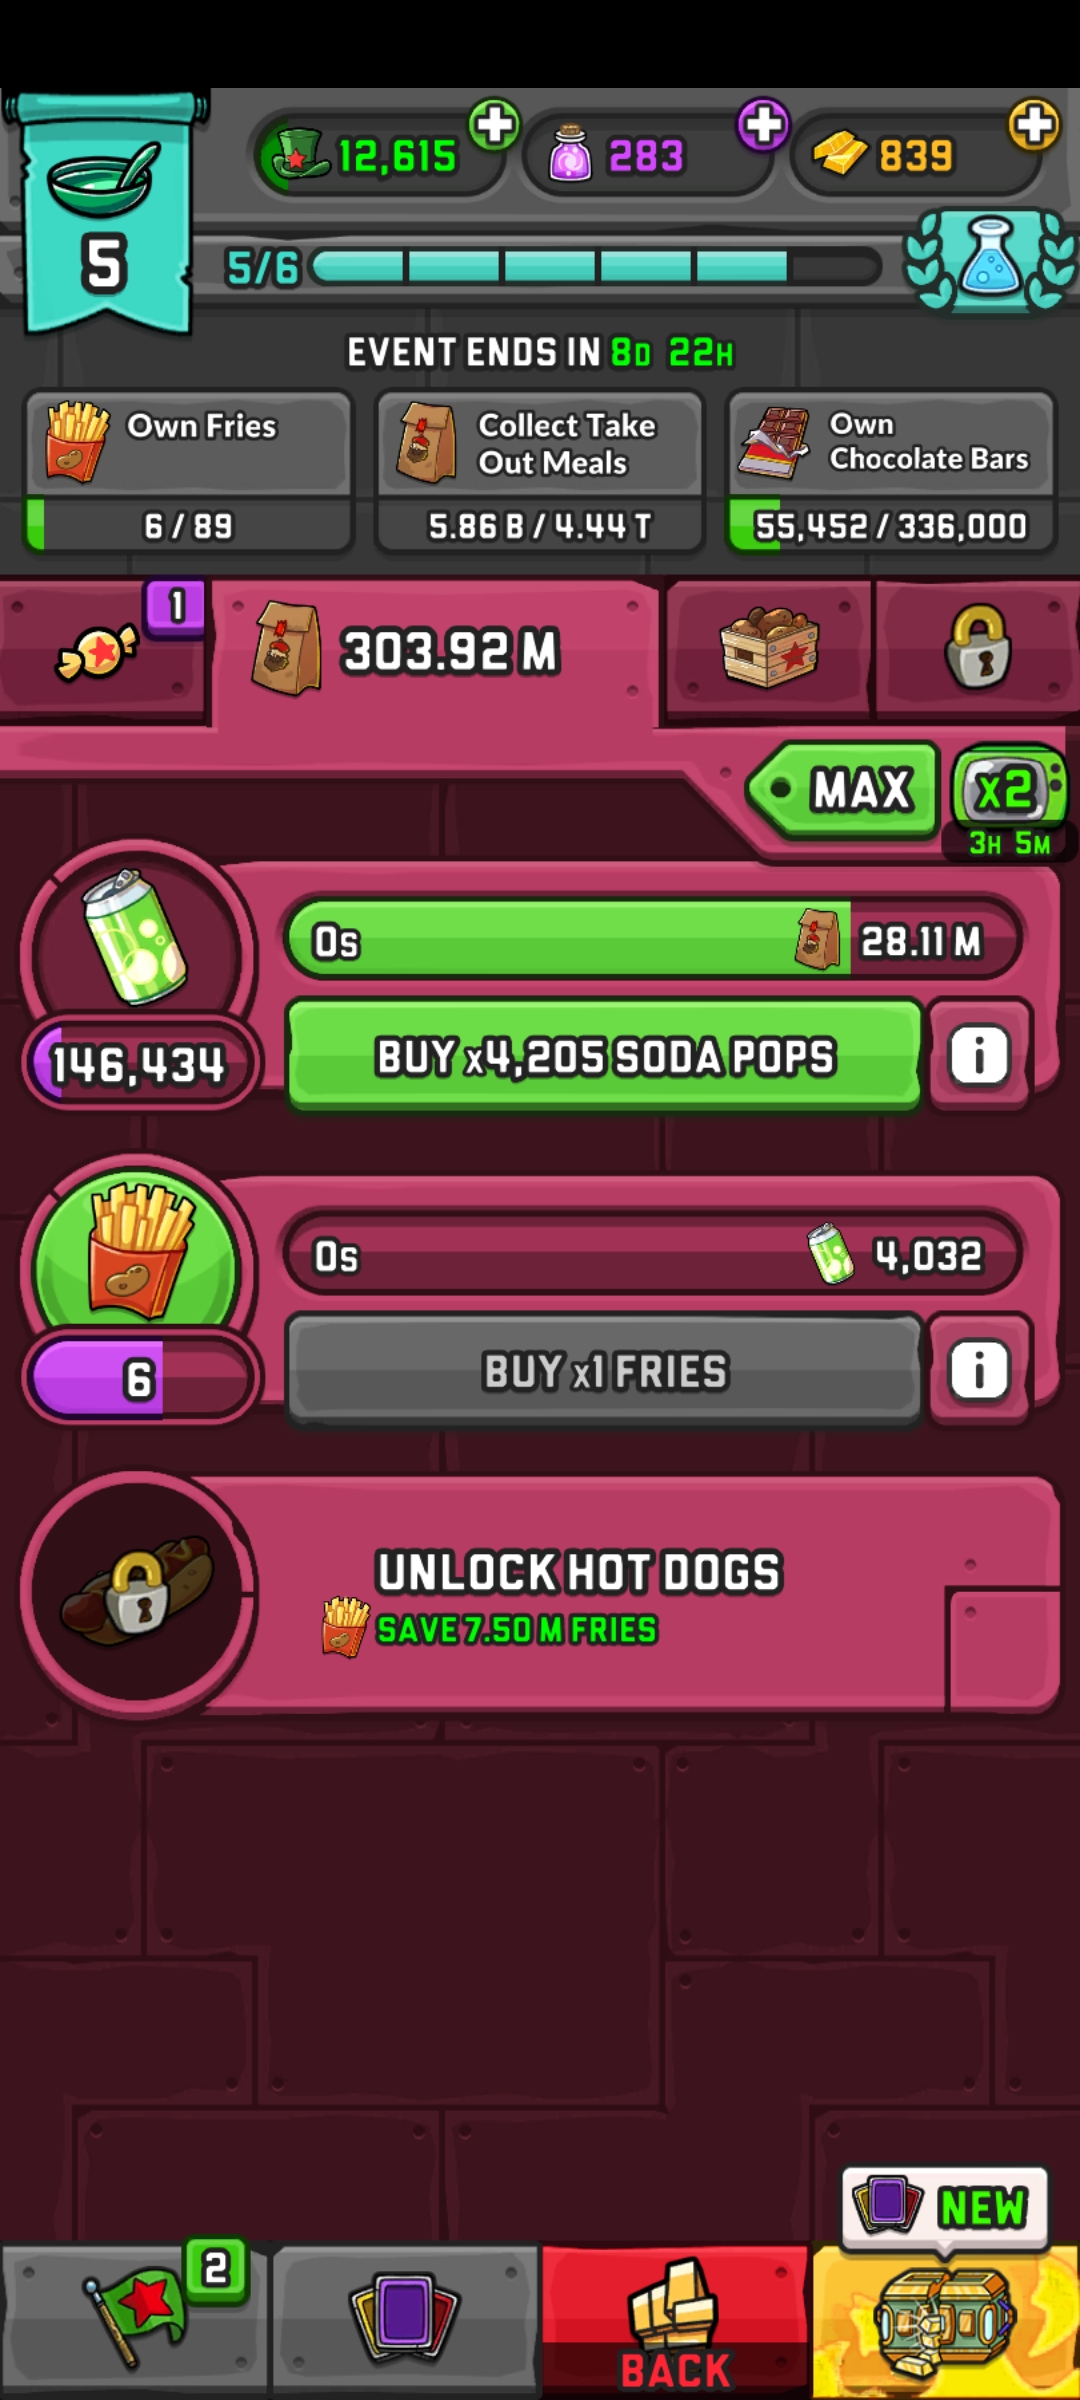 12,615
283
839
5
5/6
EVENT ENDS IN 8D 22H
Own Fries
6 / 89
Collect Take
Out Meals
5.86 B / 4.44 T
Own
Chocolate Bars
55,452 / 336,000
1
303.92 M
MAX
x2
3H 5M
0s
28.11 M
146,434
BUY x4,205 SODA POPS
i
0s
4,032
6
BUY x1 FRIES
i
UNLOCK HOT DOGS
SAVE 7.50 M FRIES
NEW
2
BACK